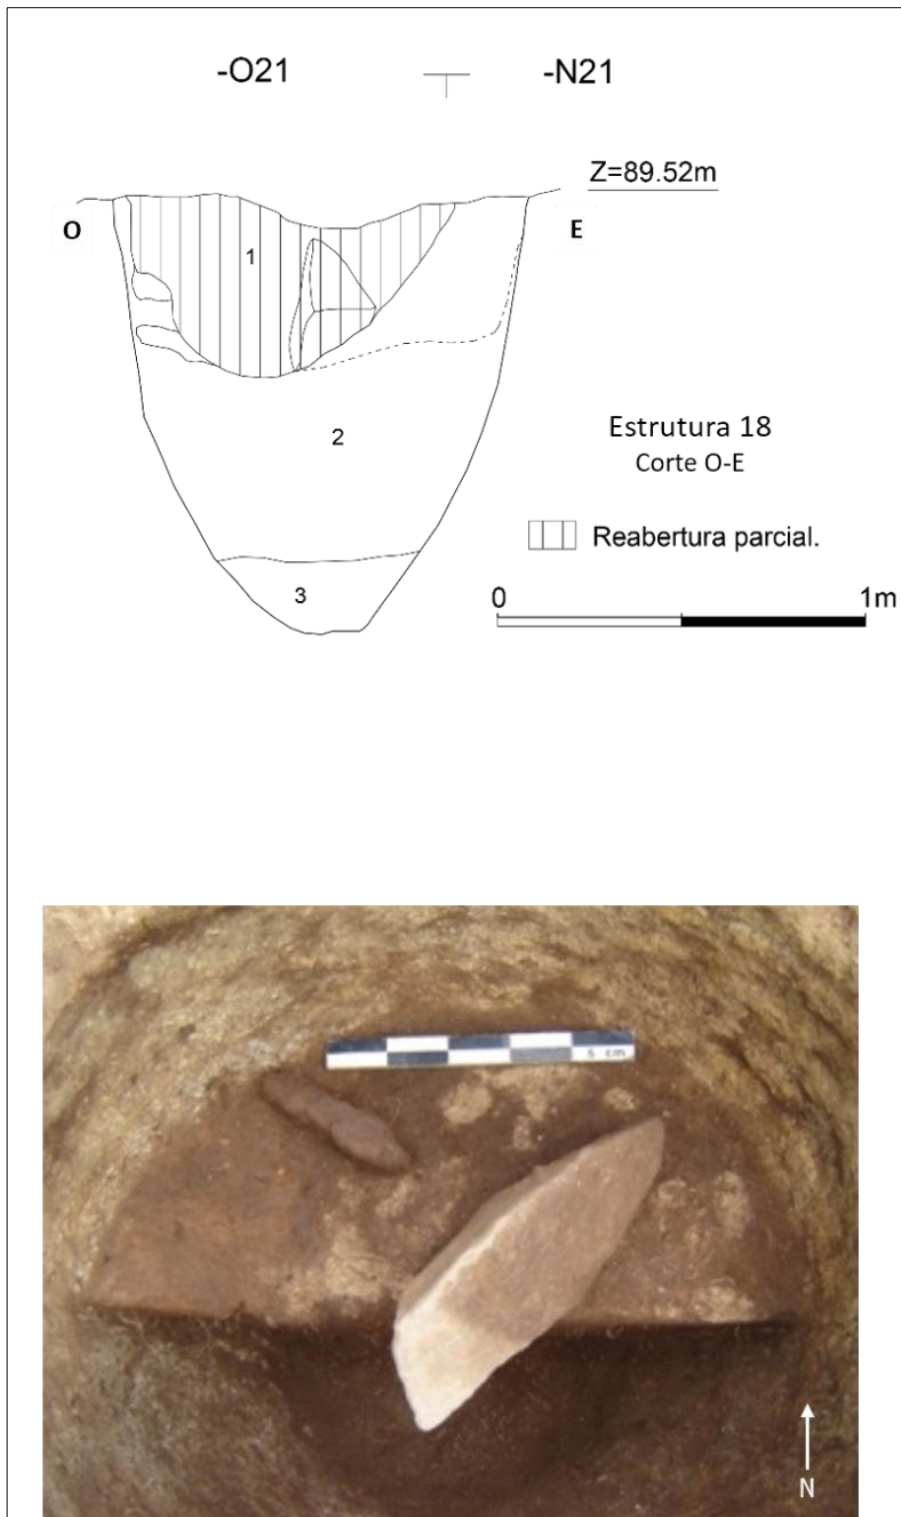 -O21 -N21
Z=89.52m
O E
1
2
Estrutura 18
Corte O-E
Reabertura parcial.
3
0 1m
5 cm
N